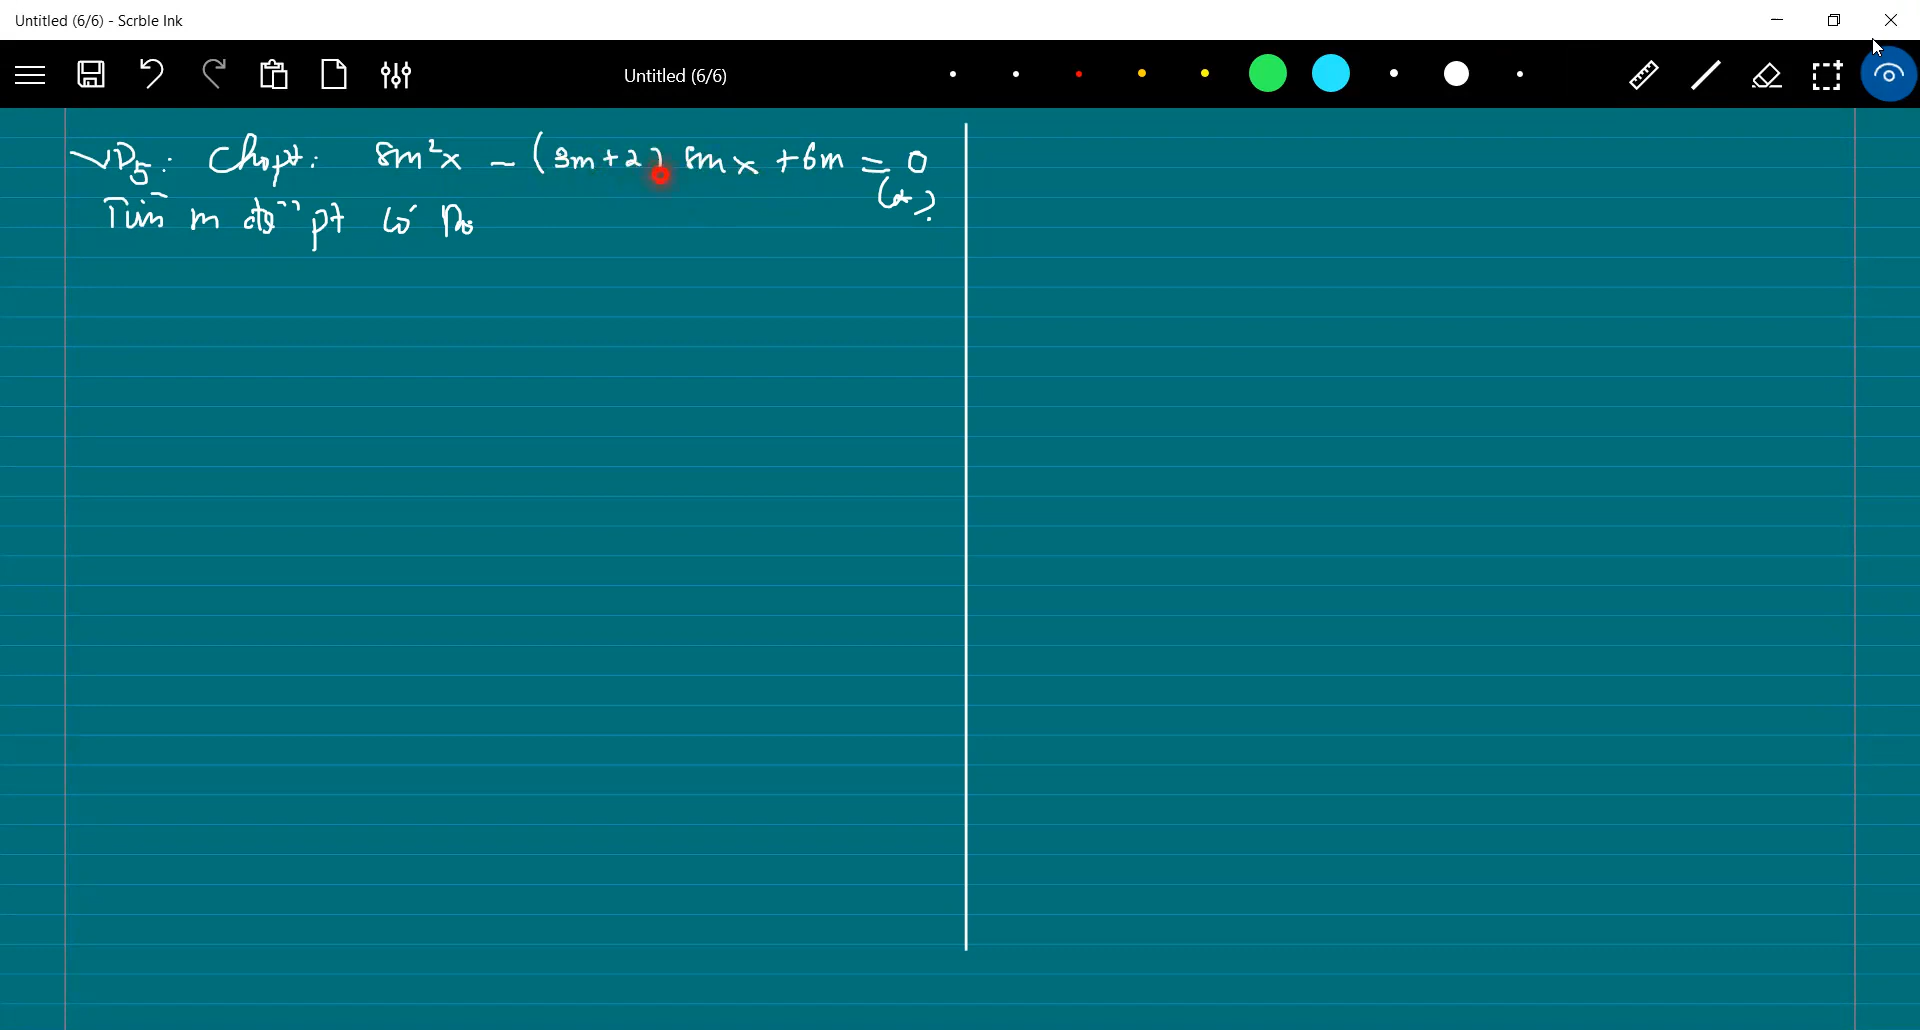 Untitled (6/6) - Scrble Ink
Untitled (6/6)
VD5: Cho pt: sin²x - (3m+2) sinx + 6m = 0
(α)?
Tìm m để pt có no